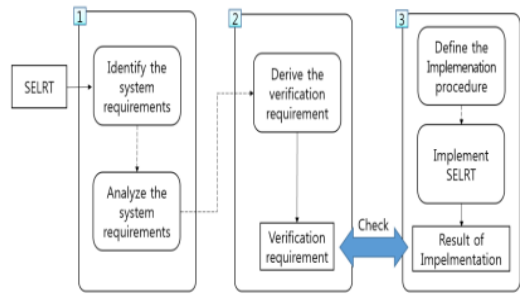 1
2
3
SELRT
Identify the
system
requirements
Analyze the
system
requirements
Derive the
verification
requirement
Verification
requirement
Check
Define the
Implemenation
procedure
Implement
SELRT
Result of
Impelmentation